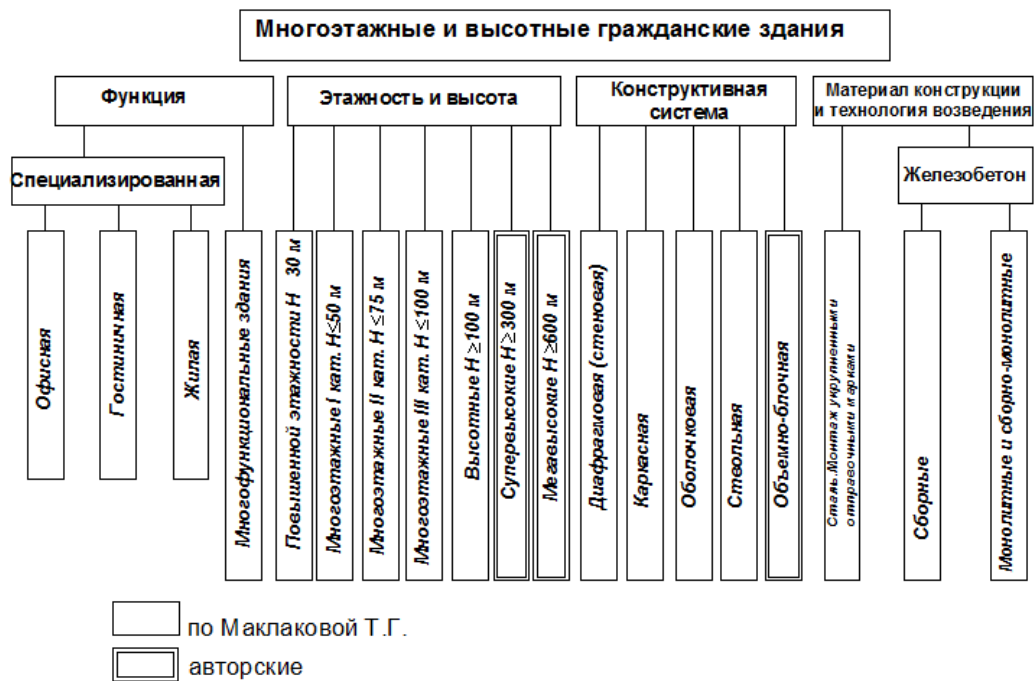 Многоэтажные и высотные гражданские здания
Функция
Этажность и высота
Конструктивная
система
Материал конструкции
и технология возведения
Специализированная
Железобетон
Офисная
Гостиничная
Жилая
Многофункциональные здания
Повышенной этажности Н 30 м
Многоэтажные I кат. Н≤50 м
Многоэтажные II кат. Н ≤75 м
Многоэтажные III кат. Н ≤100 м
Высотные Н ≥100 м
Супервысокие Н ≥300 м
Мегавысокие Н ≥600 м
Диафрагмовая (стеновая)
Каркасная
Оболочковая
Ствольная
Объемно-блочная
Сталь.Монтаж укрупненными
отправочными марками
Сборные
Монолитные и сборно-монолитные
по Маклаковой Т.Г.
авторские